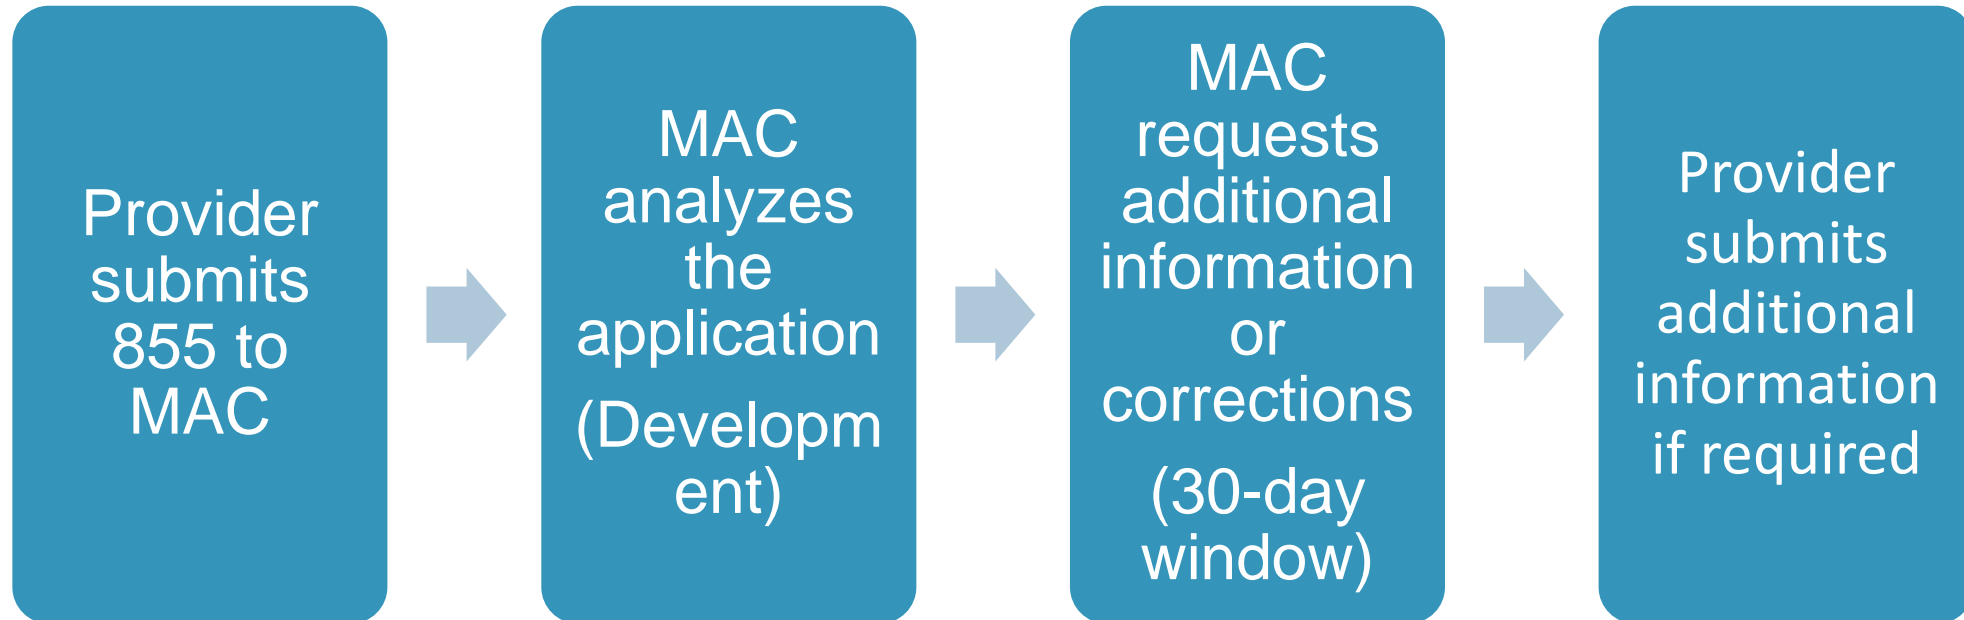 Provider
submits
855 to
MAC
MAC
analyzes
the
application
(Developm
ent)
MAC
requests
additional
information
or
corrections
(30-day
window)
Provider
submits
additional
information
if required